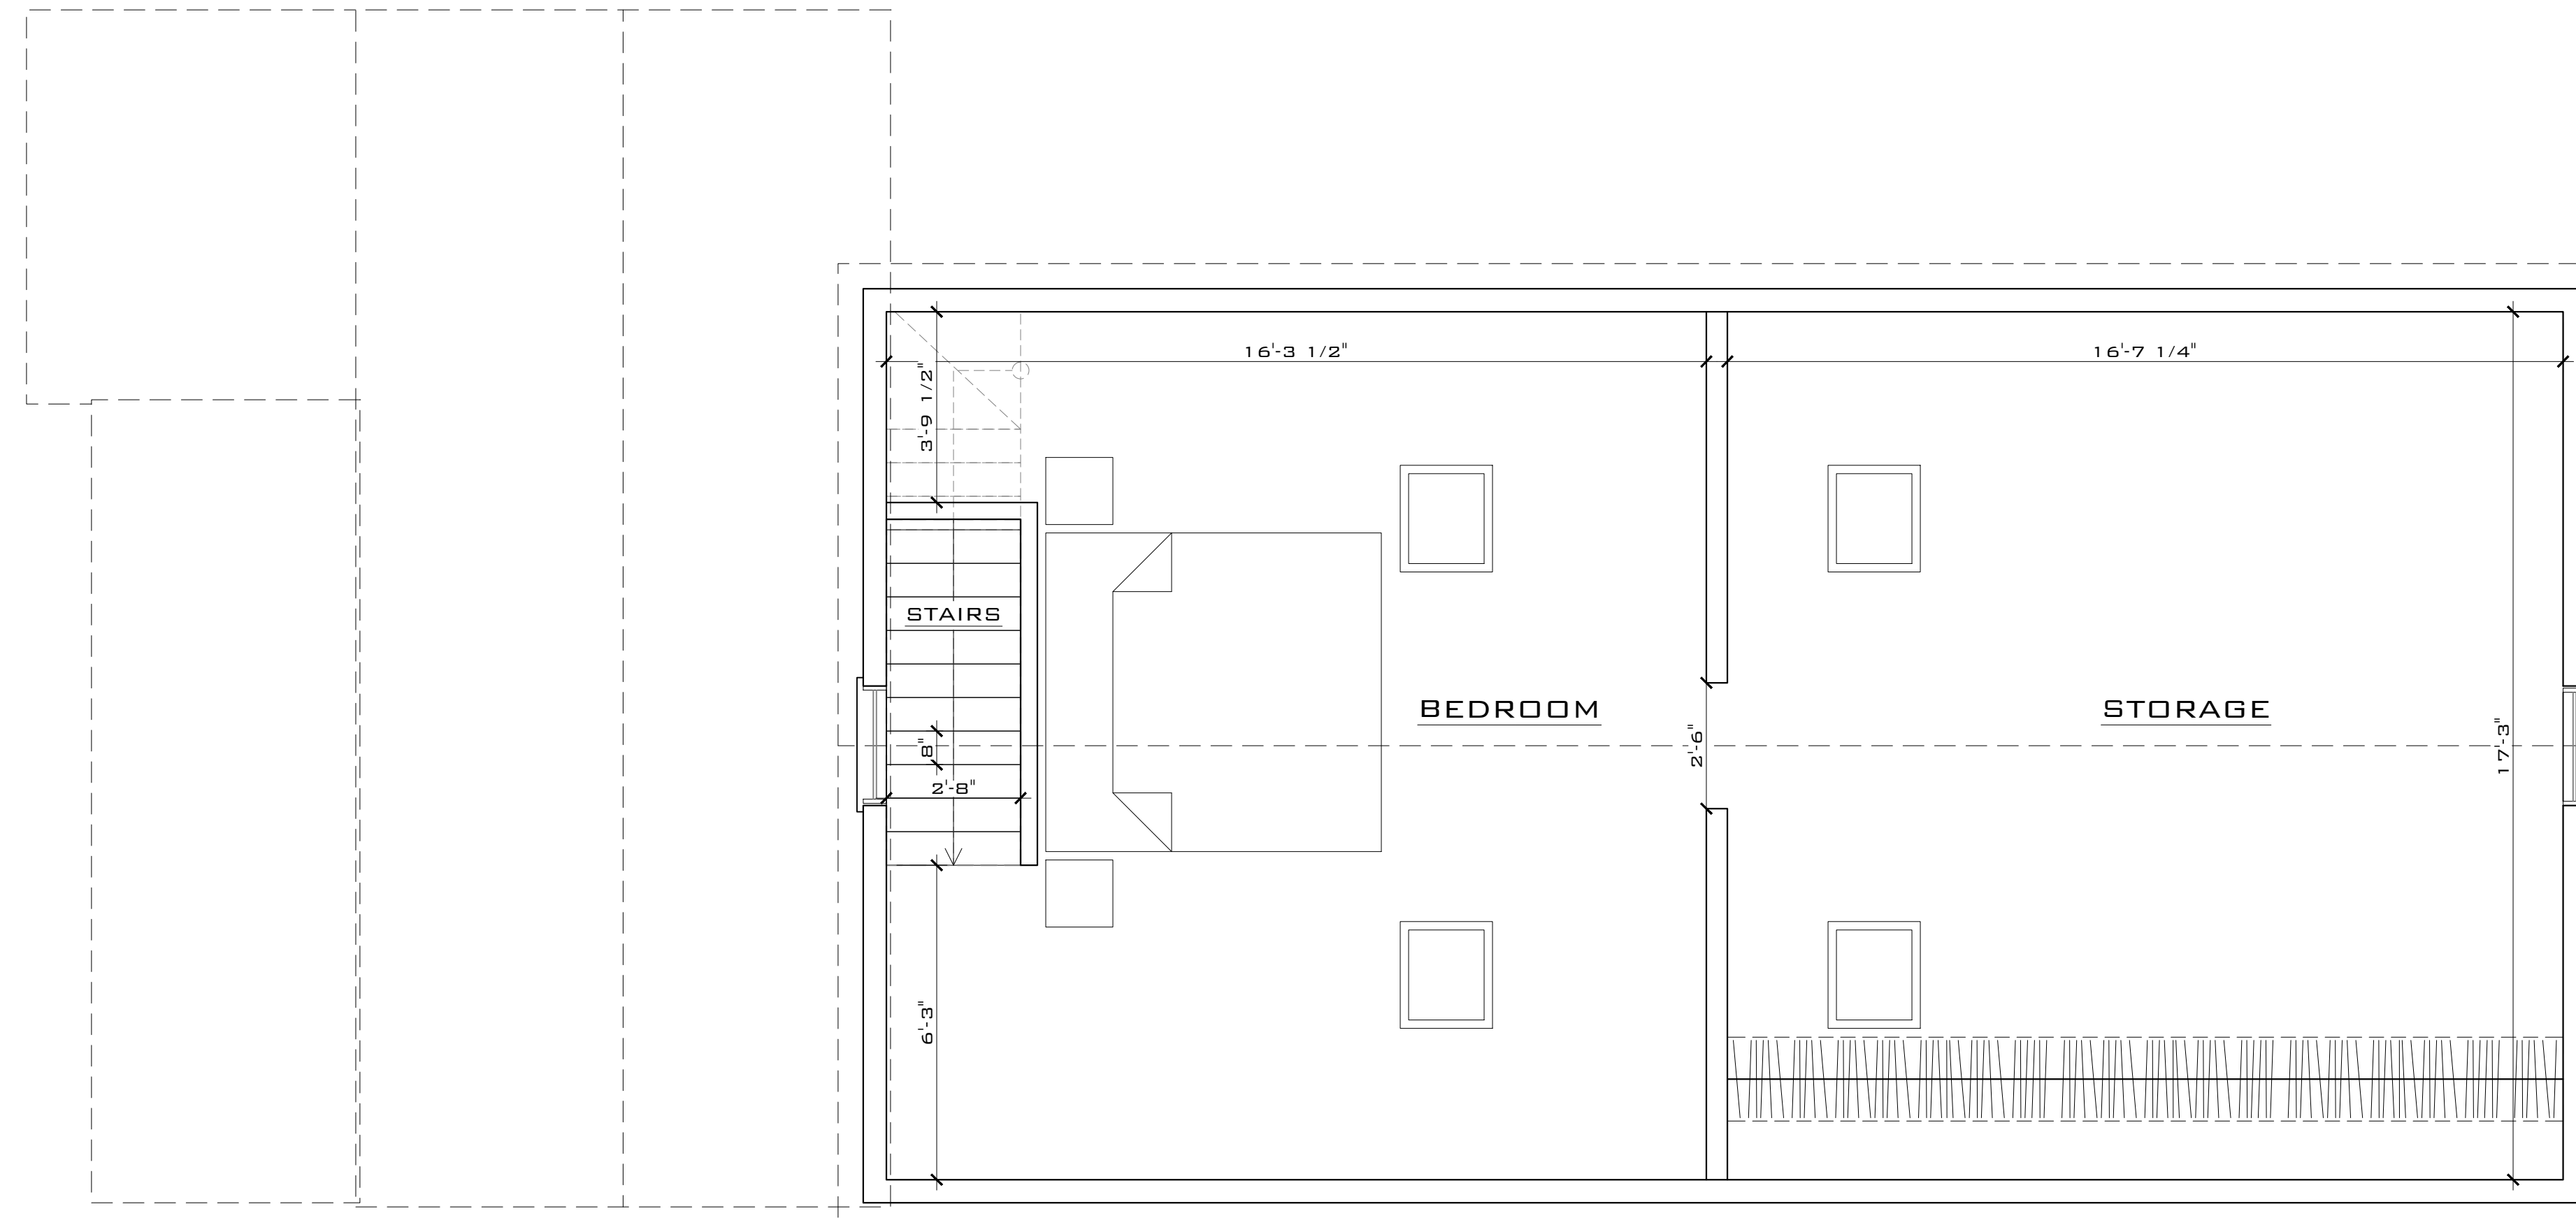 16'-3 1/2"
16'-7 1/4"
3'-9 1/2"
STAIRS
BEDROOM
STORAGE
2'-6"
17'-3"
8"
2'-8"
6'-3"